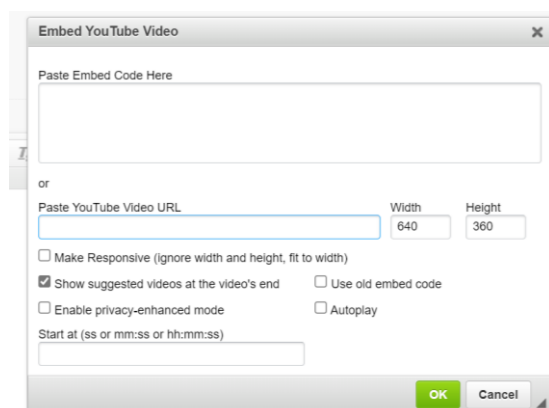 Embed YouTube Video
Paste Embed Code Here
or
Paste YouTube Video URL Width Height
640 360
Make Responsive (ignore width and height, fit to width)
Show suggested videos at the video's end Use old embed code
Enable privacy-enhanced mode Autoplay
Start at (ss or mm:ss or hh:mm:ss)
OK Cancel